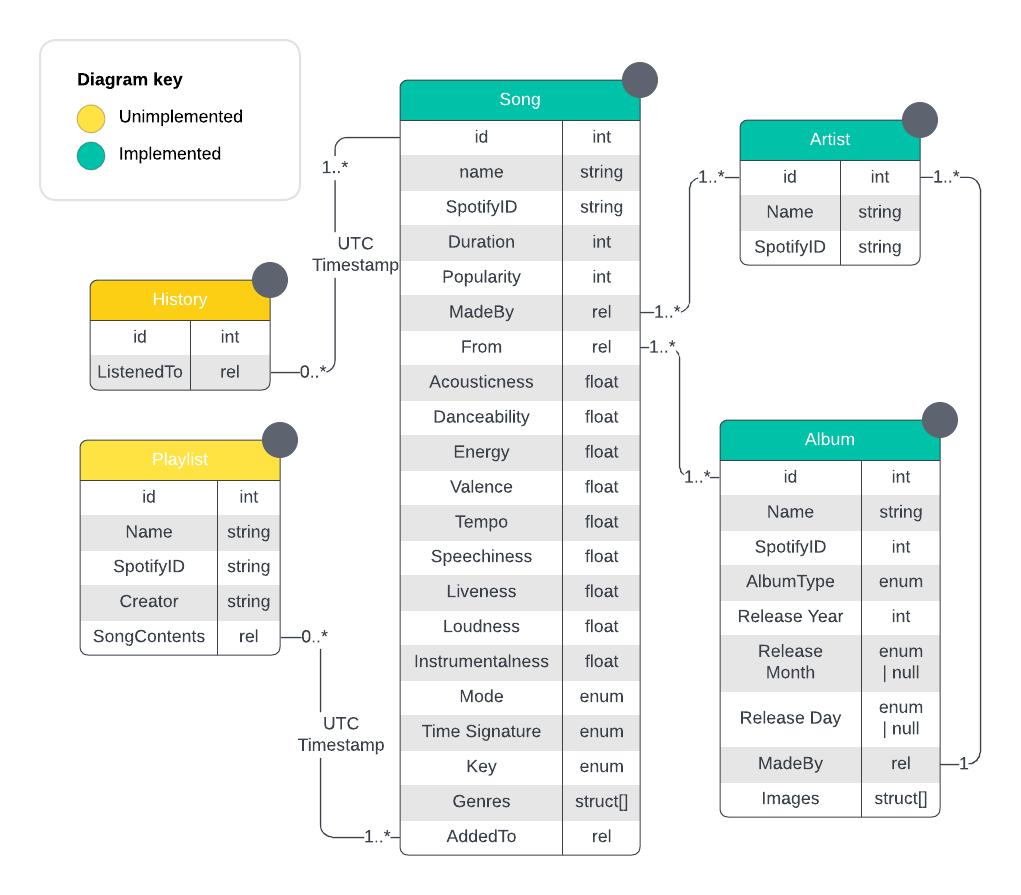 Diagram key
Unimplemented
Implemented
Song
id int
name string
SpotifyID string
Duration int
Popularity int
MadeBy rel
From rel
Acousticness float
Danceability float
Energy float
Valence float
Tempo float
Speechiness float
Liveness float
Loudness float
Instrumentalness float
Mode enum
Time Signature enum
Key enum
Genres struct[]
AddedTo rel
1..*
UTC
Timestamp
0..*
History
id int
ListenedTo rel
Playlist
id int
Name string
SpotifyID string
Creator string
SongContents rel
0..*
UTC
Timestamp
1..*
Artist
id int
Name string
SpotifyID string
1..*
1..*
1..*
1..*
1..*
Album
id int
Name string
SpotifyID int
AlbumType enum
Release Year int
Release
Month
enum
| null
Release Day
enum
| null
MadeBy rel
1
Images struct[]